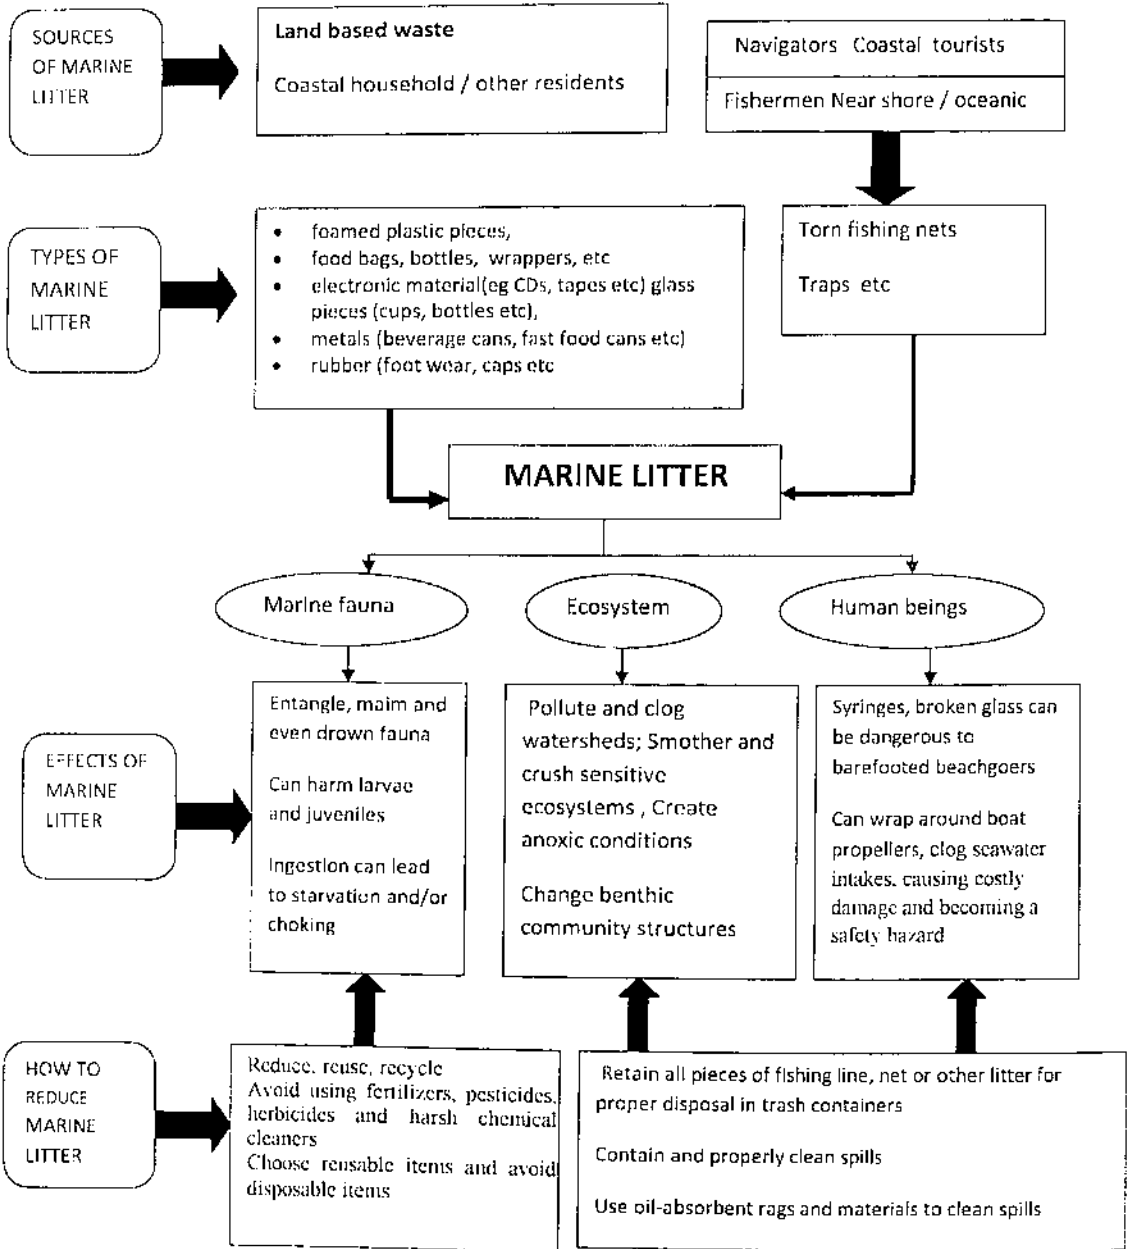 SOURCES
OF MARINE
LITTER
Land based waste
Coastal household / other residents
Navigators Coastal tourists
Fishermen Near shore / oceanic
TYPES OF
MARINE
LITTER
• foamed plastic pieces,
• food bags, bottles, wrappers, etc
• electronic material(eg CDs, tapes etc) glass
pieces (cups, bottles etc),
• metals (beverage cans, fast food cans etc)
• rubber (foot wear, caps etc
Torn fishing nets
Traps etc
MARINE LITTER
Marine fauna
Ecosystem
Human beings
EFFECTS OF
MARINE
LITTER
Entangle, maim and
even drown fauna
Can harm larvae
and juveniles
Ingestion can lead
to starvation and/or
choking
Pollute and clog
watersheds; Smother and
crush sensitive
ecosystems , Create
anoxic conditions
Change benthic
community structures
Syringes, broken glass can
be dangerous to
barefooted beachgoers
Can wrap around boat
propellers, clog seawater
intakes, causing costly
damage and becoming a
safety hazard
HOW TO
REDUCE
MARINE
LITTER
Reduce, reuse, recycle
Avoid using fertilizers, pesticides,
herbicides and harsh chemical
cleaners
Choose reusable items and avoid
disposable items
Retain all pieces of fishing line, net or other litter for
proper disposal in trash containers
Contain and properly clean spills
Use oil-absorbent rags and materials to clean spills